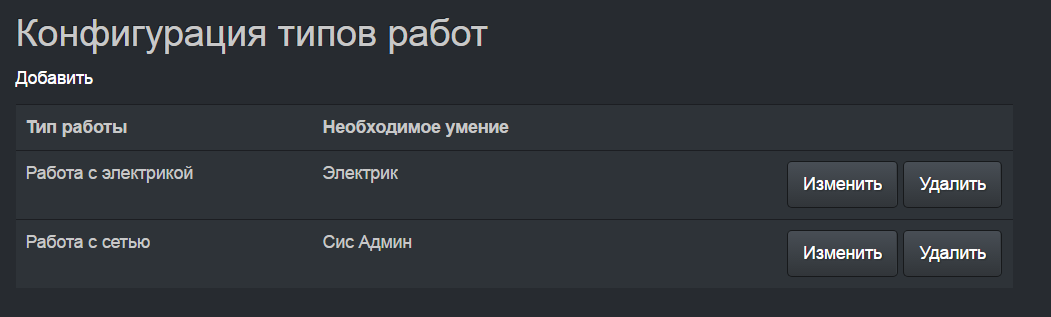 Конфигурация типов работ
Добавить
Тип работы Необходимое умение
Работа с электрикой Электрик Изменить Удалить
Работа с сетью Сис Админ Изменить Удалить